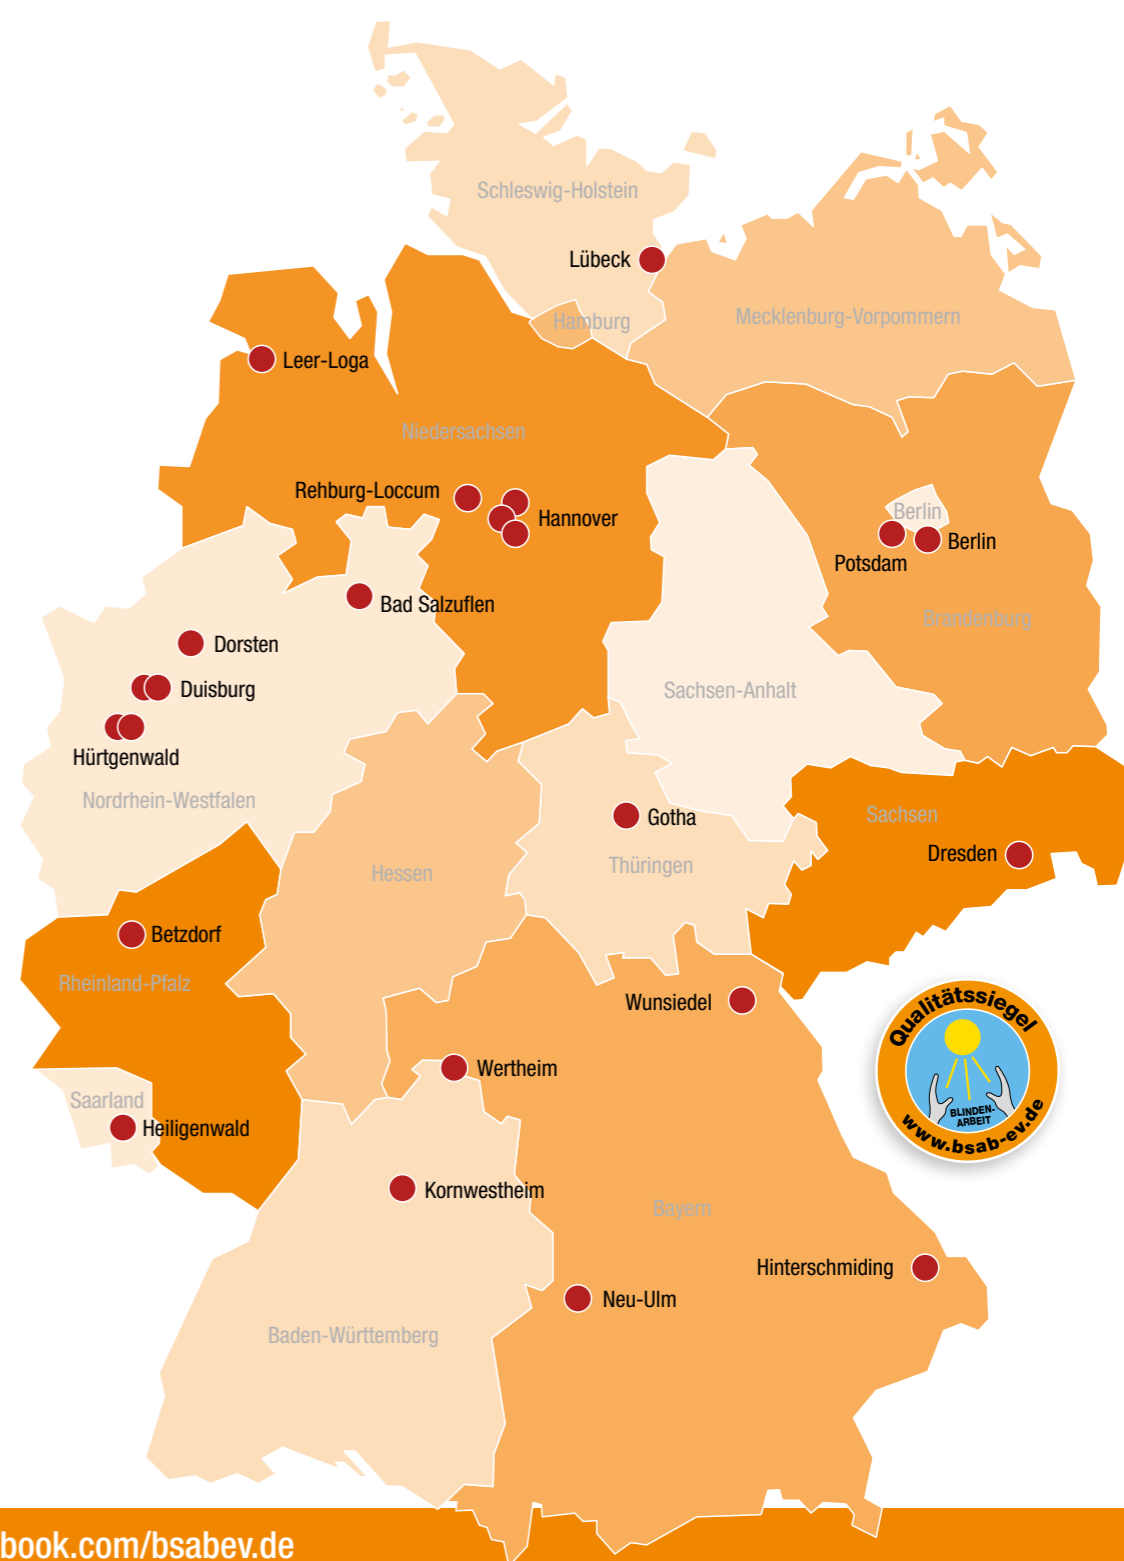 Schleswig-Holstein
Lübeck
Hamburg
Mecklenburg-Vorpommern
Leer-Loga
Niedersachsen
Rehburg-Loccum
Hannover
Berlin
Berlin
Potsdam
Bad Salzuflen
Brandenburg
Dorsten
Duisburg
Sachsen-Anhalt
Hürtgenwald
Nordrhein-Westfalen
Gotha
Sachsen
Dresden
Thüringen
Hessen
Betzdorf
Rheinland-Pfalz
Wunsiedel
Qualitätssiegel
BLINDEN-
ARBEIT
www.bsab-ev.de
Wertheim
Saarland
Heiligenwald
Kornwestheim
Bayern
Hinterschmiding
Neu-Ulm
Baden-Württemberg
book.com/bsabev.de